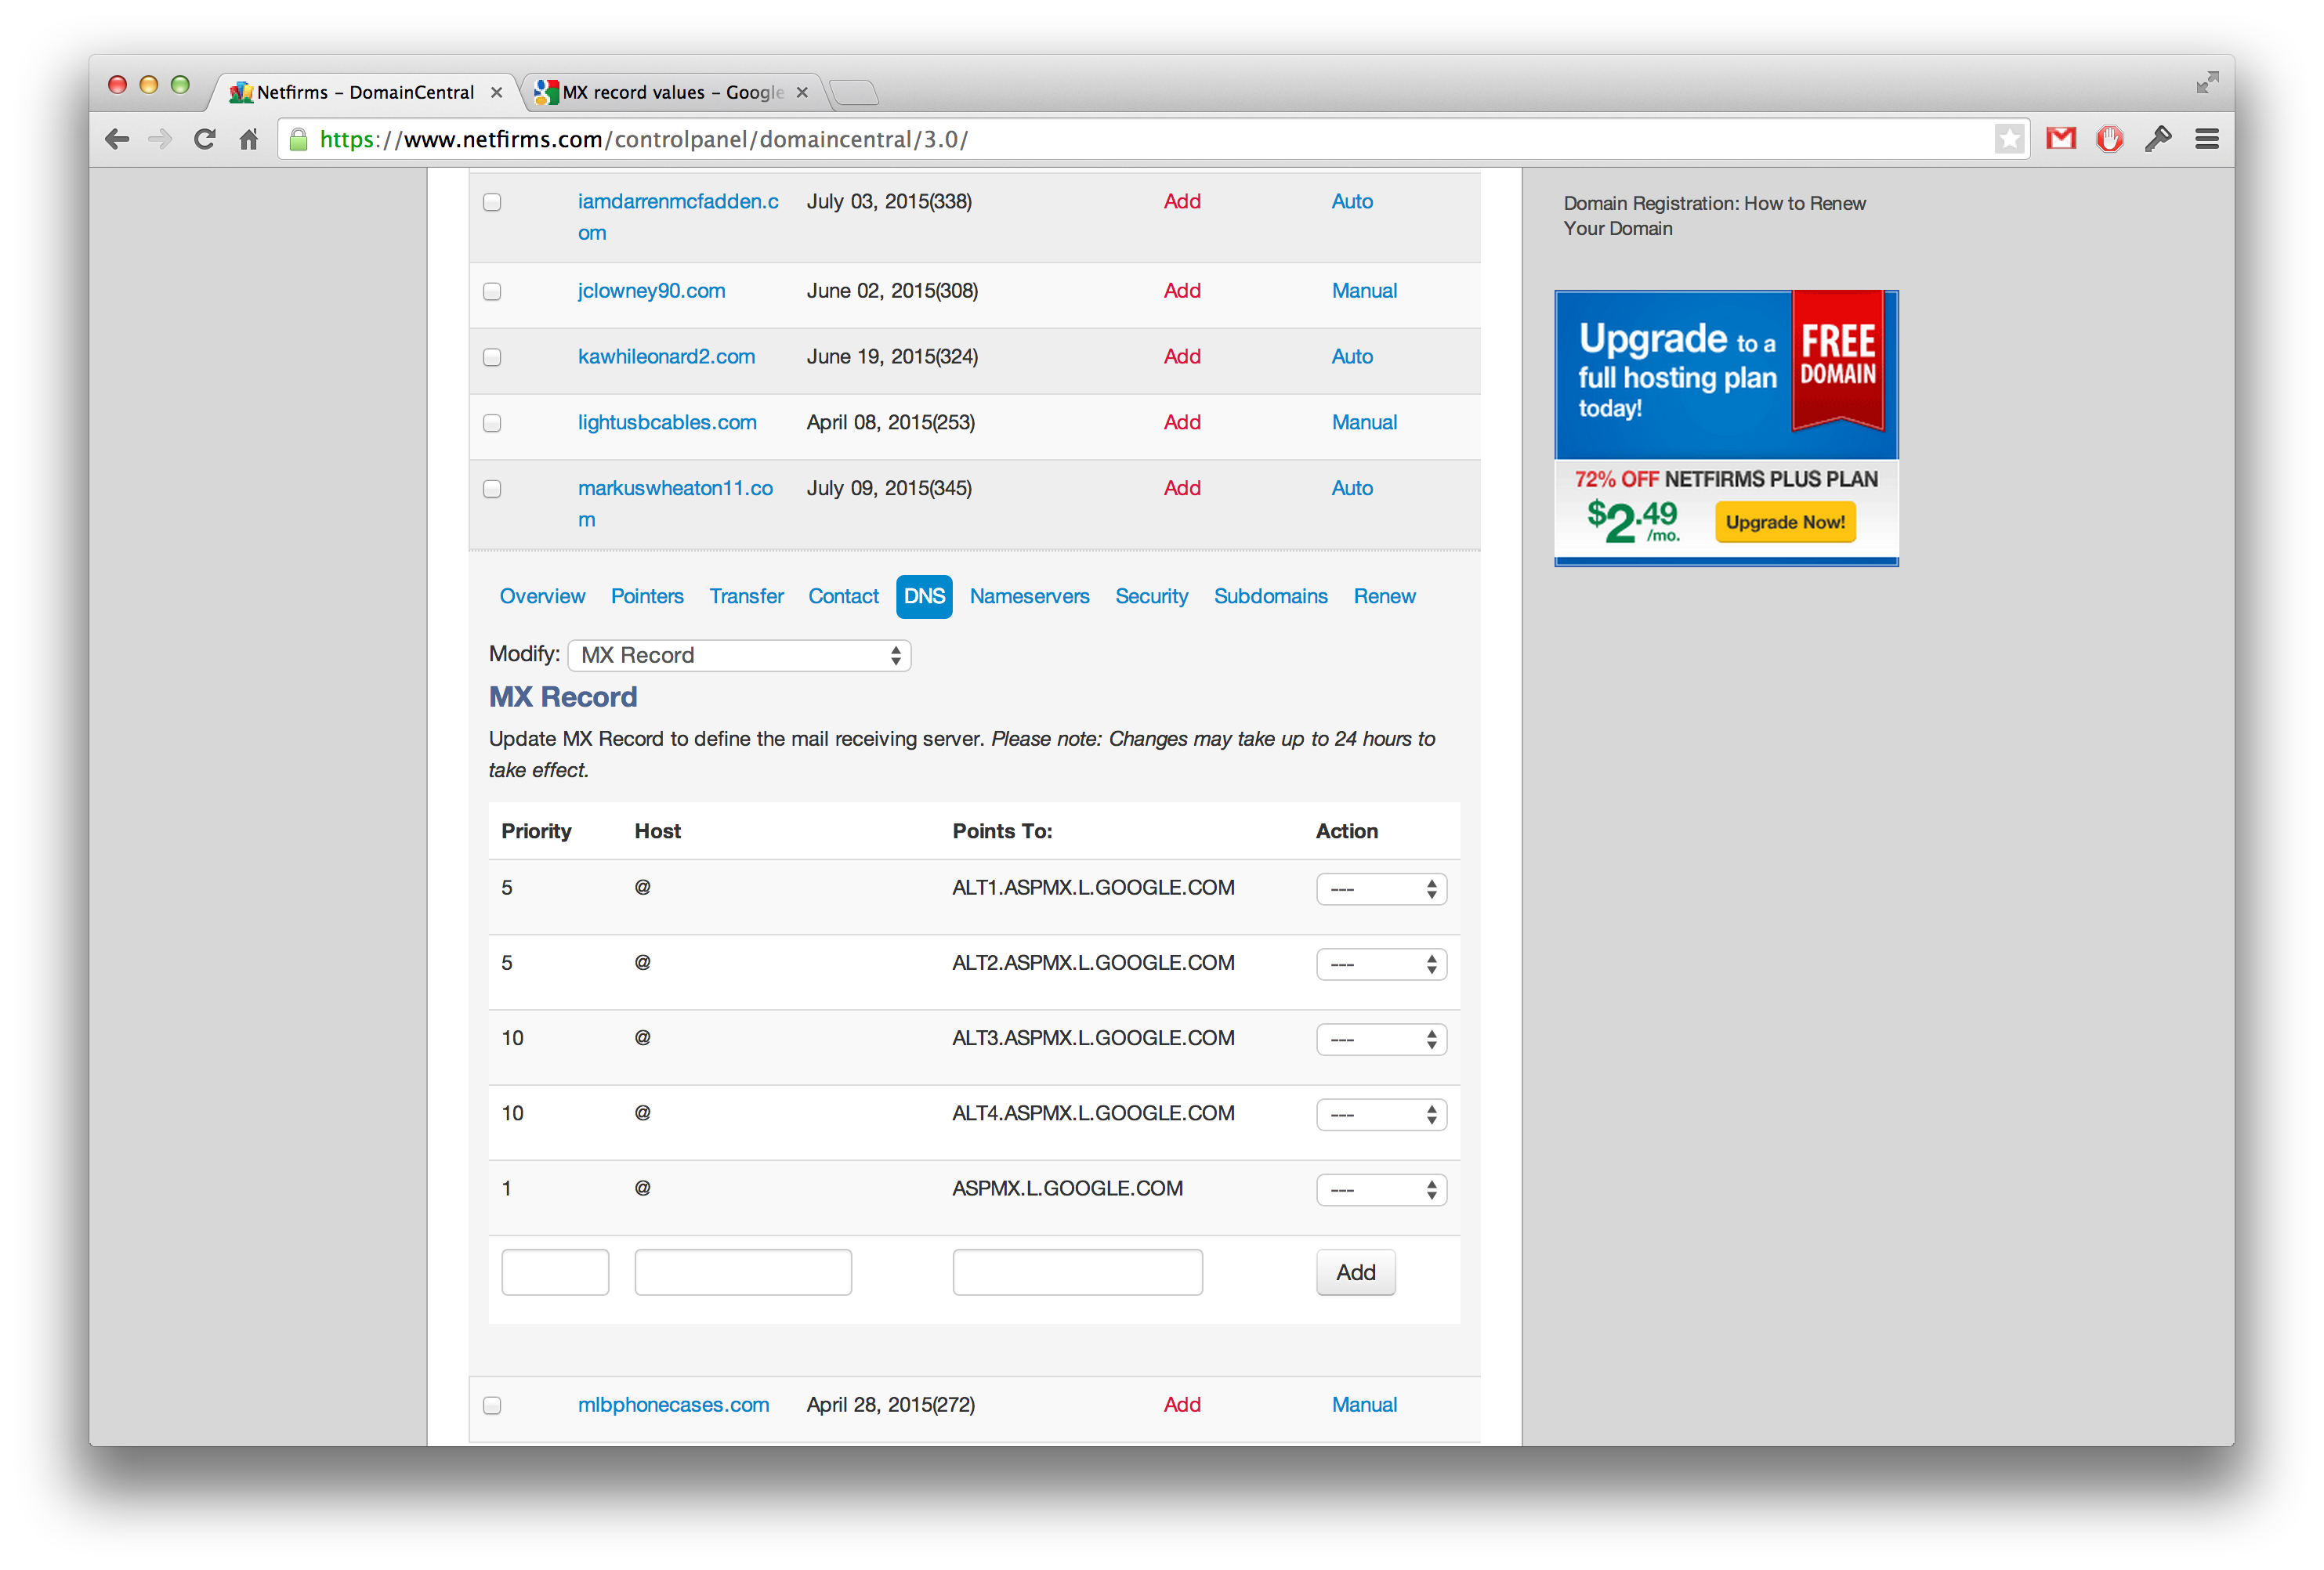 Netfirms – DomainCentral
MX record values – Google
https://www.netfirms.com/controlpanel/domaincentral/3.0/
iamdarrenmcfadden.c
om
July 03, 2015(338)
Add
Auto
jclowney90.com
June 02, 2015(308)
Add
Manual
kawhileonard2.com
June 19, 2015(324)
Add
Auto
lightusbcables.com
April 08, 2015(253)
Add
Manual
markuswheaton11.co
m
July 09, 2015(345)
Add
Auto
Overview Pointers Transfer Contact DNS Nameservers Security Subdomains Renew
Modify: MX Record
MX Record
Update MX Record to define the mail receiving server. Please note: Changes may take up to 24 hours to
take effect.
Priority Host Points To: Action
5 @ ALT1.ASPMX.L.GOOGLE.COM ---
5 @ ALT2.ASPMX.L.GOOGLE.COM ---
10 @ ALT3.ASPMX.L.GOOGLE.COM ---
10 @ ALT4.ASPMX.L.GOOGLE.COM ---
1 @ ASPMX.L.GOOGLE.COM ---
Add
mlbphonecases.com
April 28, 2015(272)
Add
Manual
Domain Registration: How to Renew
Your Domain
Upgrade to a
full hosting plan
today!
FREE
DOMAIN
72% OFF NETFIRMS PLUS PLAN
$2.49
/mo.
Upgrade Now!